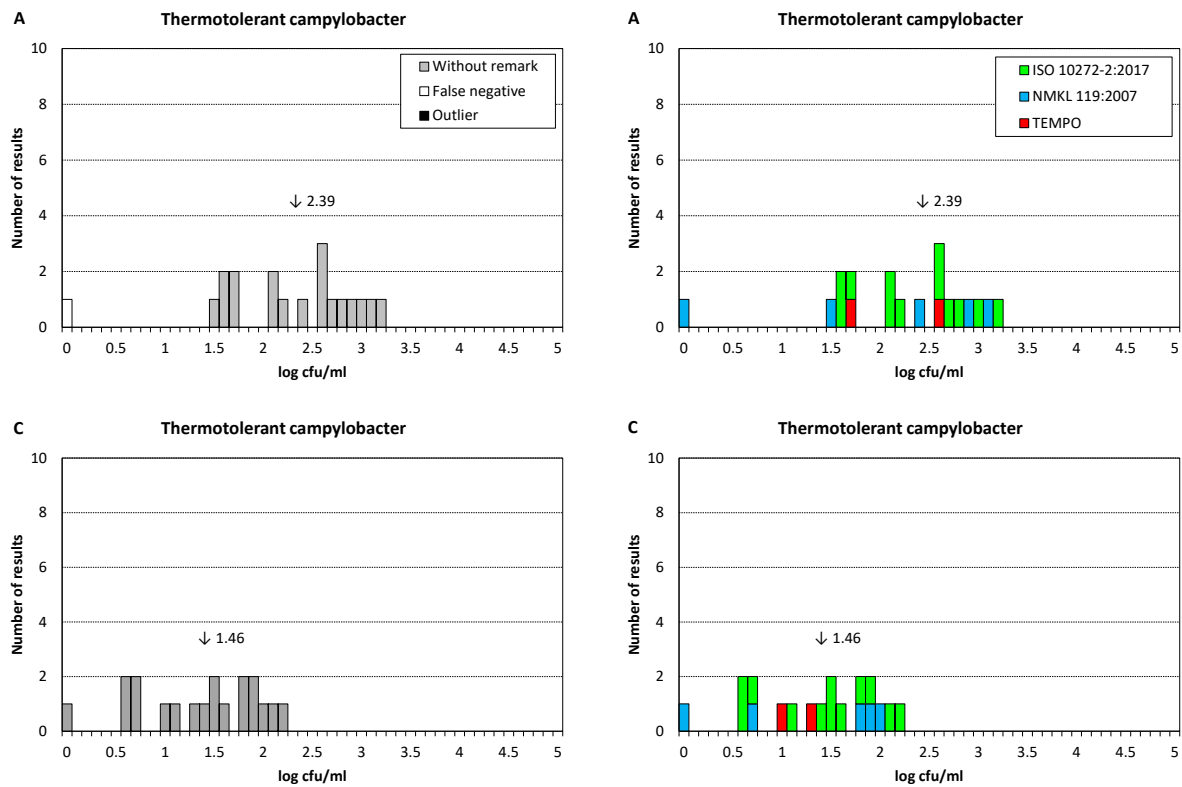 A
Thermotolerant campylobacter
Number of results
10
8
6
4
2
0
Without remark
False negative
Outlier
↓ 2.39
0 0.5 1 1.5 2 2.5 3 3.5 4 4.5 5
log cfu/ml
A
Thermotolerant campylobacter
Number of results
10
8
6
4
2
0
ISO 10272-2:2017
NMKL 119:2007
TEMPO
↓ 2.39
0 0.5 1 1.5 2 2.5 3 3.5 4 4.5 5
log cfu/ml
C
Thermotolerant campylobacter
Number of results
10
8
6
4
2
0
↓ 1.46
0 0.5 1 1.5 2 2.5 3 3.5 4 4.5 5
log cfu/ml
C
Thermotolerant campylobacter
Number of results
10
8
6
4
2
0
↓ 1.46
0 0.5 1 1.5 2 2.5 3 3.5 4 4.5 5
log cfu/ml